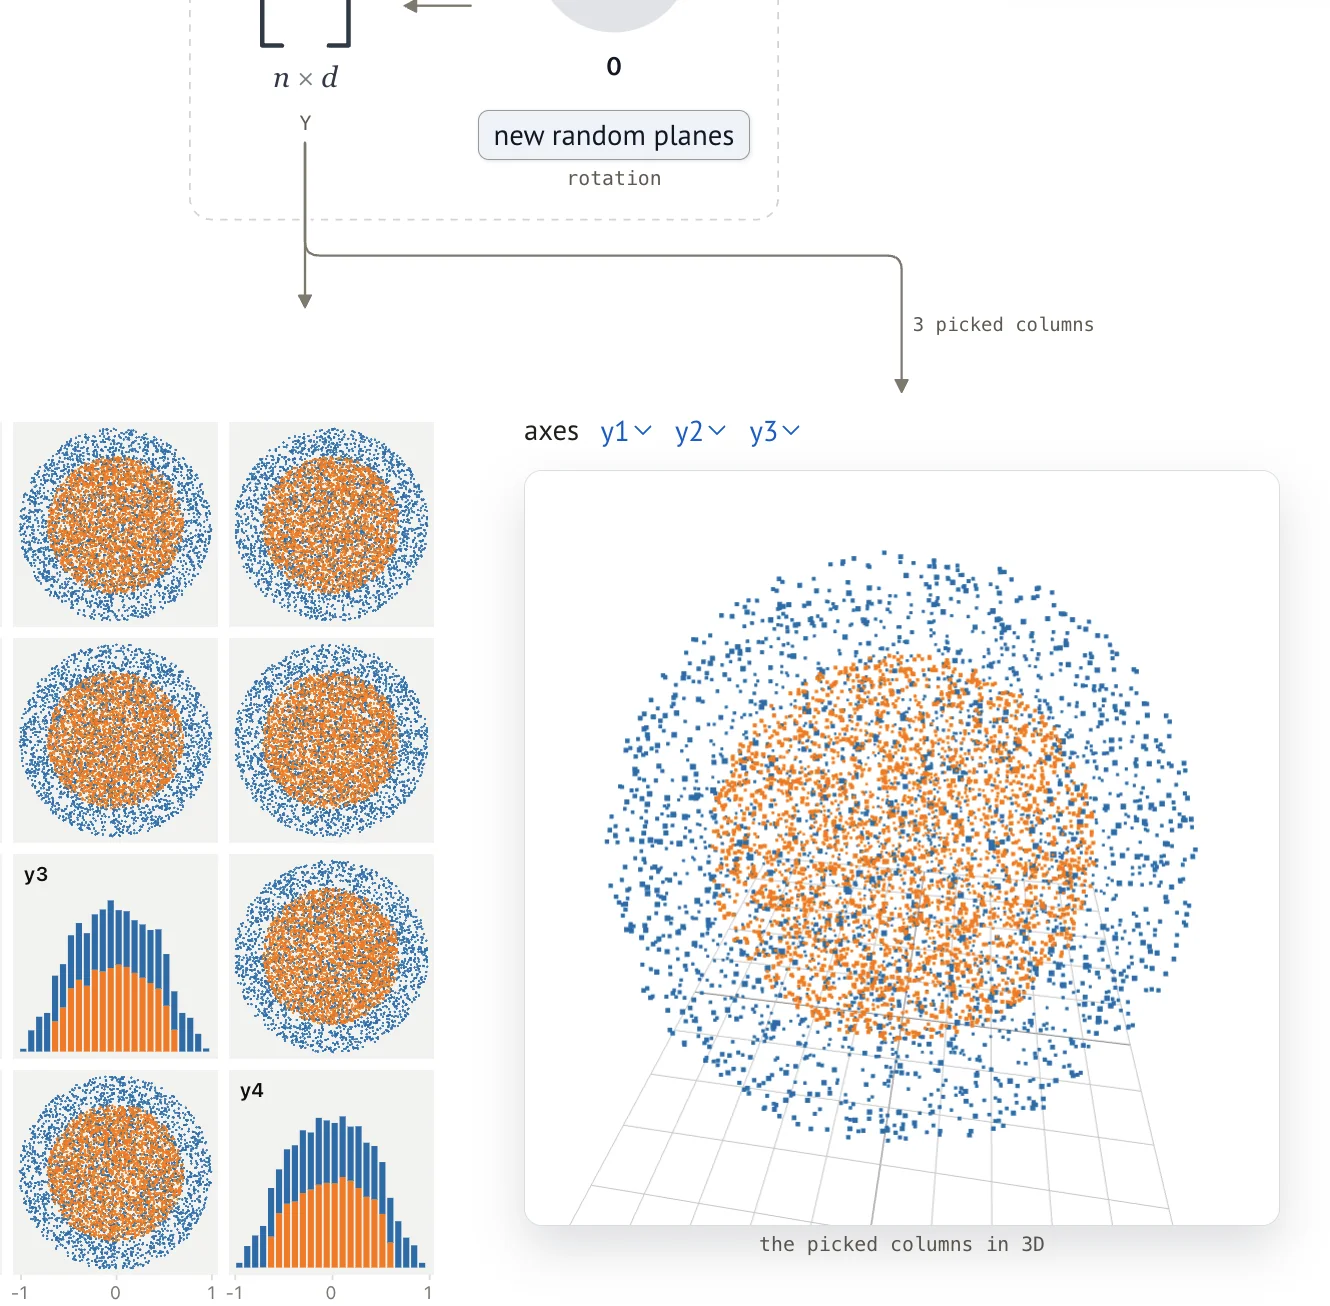 n × d
0
Y
new random planes
rotation
3 picked columns
axes y1 y2 y3
y3
y4
-1 0 1 -1 0 1
the picked columns in 3D